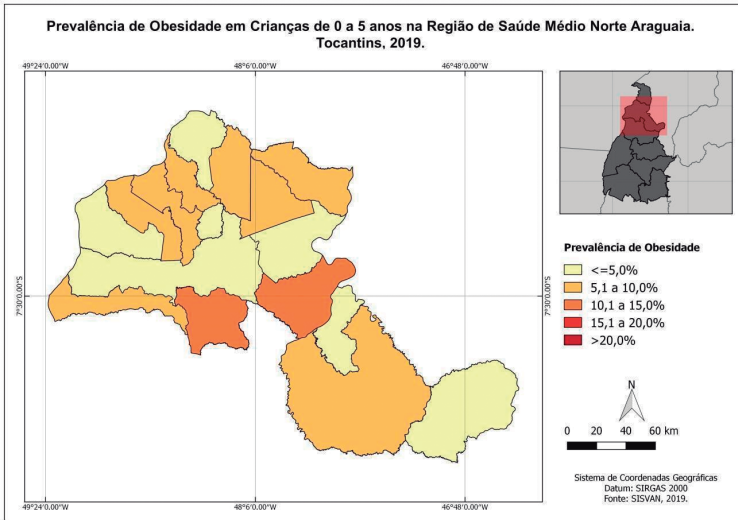 Prevalência de Obesidade em Crianças de 0 a 5 anos na Região de Saúde Médio Norte Araguaia.
Tocantins, 2019.
49°24'0.00"W
48°6'0.00"W
46°48'0.00"W
7°30'0.00"S
7°30'0.00"S
Prevalência de Obesidade
<=5,0%
5,1 a 10,0%
10,1 a 15,0%
15,1 a 20,0%
>20,0%
N
0 20 40 60 km
Sistema de Coordenadas Geográficas
Datum: SIRGAS 2000
Fonte: SISVAN, 2019.
49°24'0.00"W
48°6'0.00"W
46°48'0.00"W